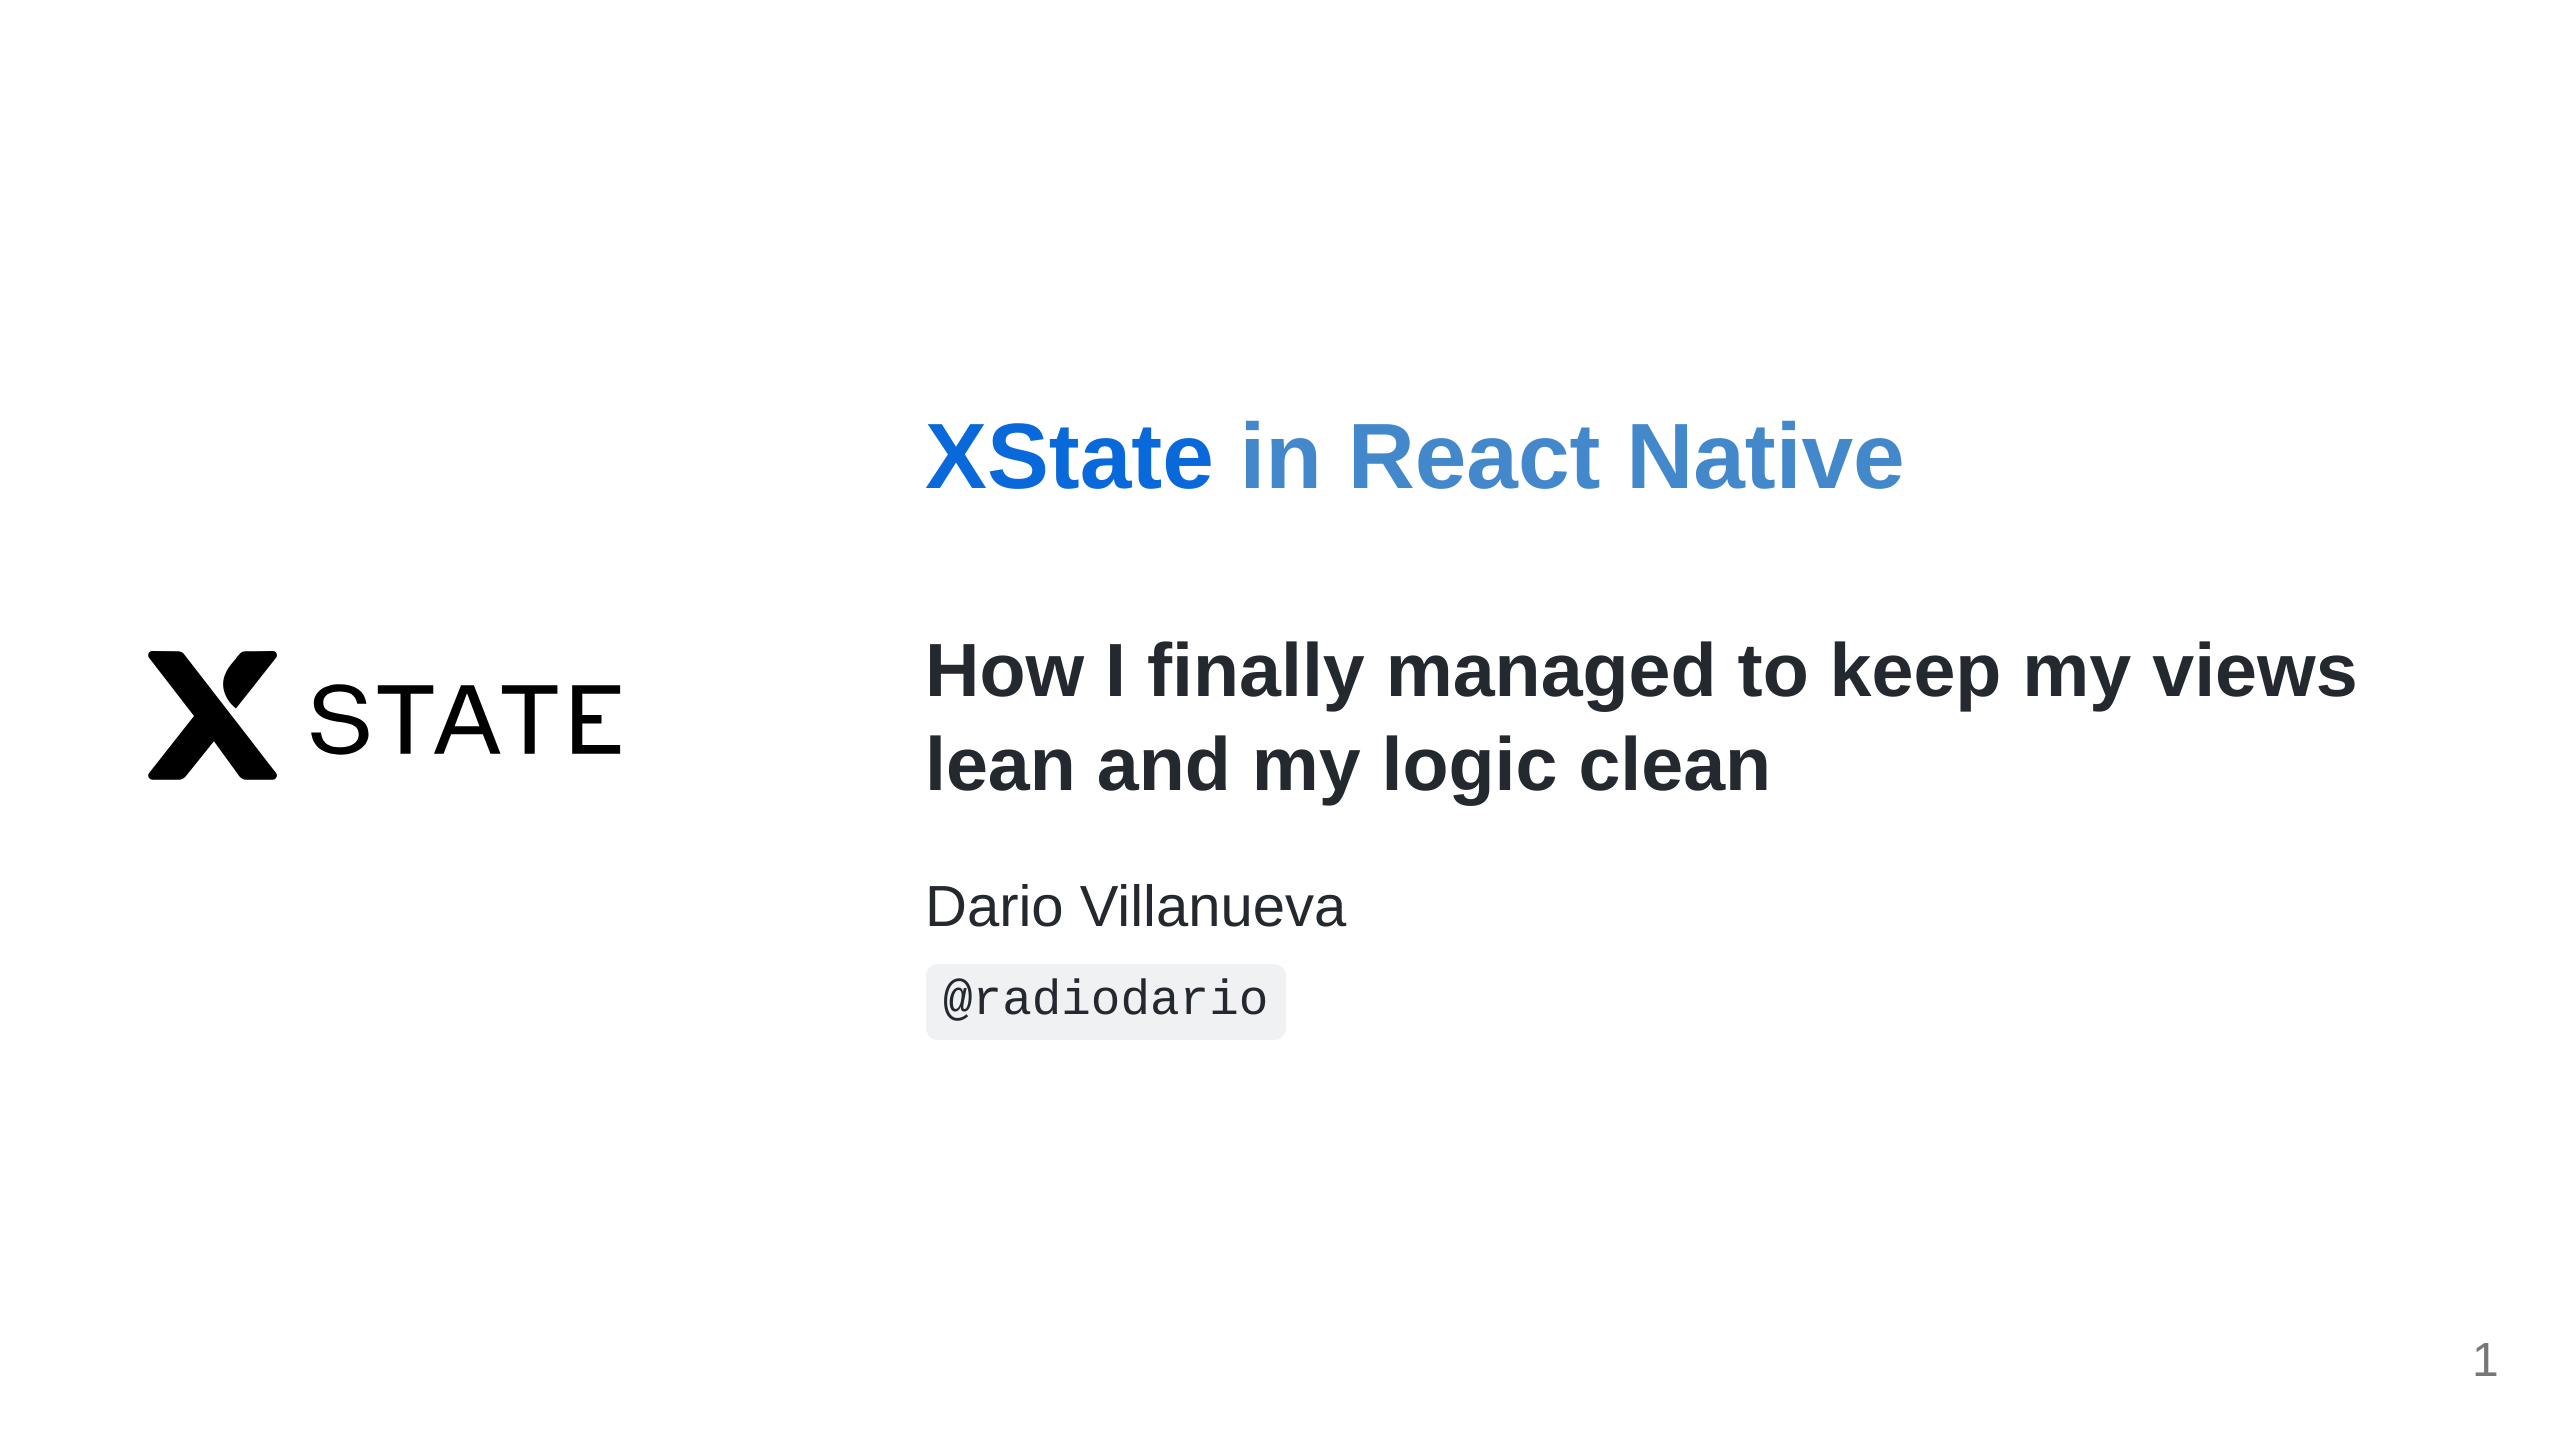 XSTATE
XState in React Native
How I finally managed to keep my views
lean and my logic clean
Dario Villanueva
@radiodario
1